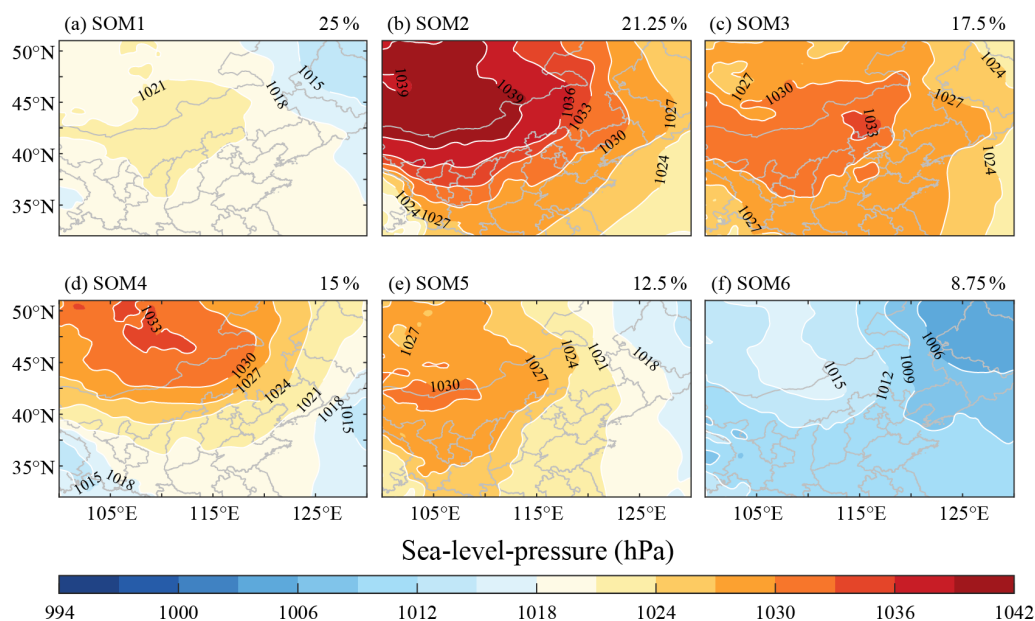 (a) SOM1 25 %
(b) SOM2 21.25 %
(c) SOM3 17.5 %
50°N
45°N
40°N
35°N
1021
1018
1015
1039
1039
1036
1033
1030
1027
1024
1024
1027
1027
1030
1033
1027
1024
1024
1027
(d) SOM4 15 %
(e) SOM5 12.5 %
(f) SOM6 8.75 %
50°N
45°N
40°N
35°N
1033
1030
1027
1024
1021
1018
1015
1015
1018
1027
1030
1027
1024
1021
1018
1015
1012
1009
1006
105°E 115°E 125°E
105°E 115°E 125°E
105°E 115°E 125°E
Sea-level-pressure (hPa)
994 1000 1006 1012 1018 1024 1030 1036 1042